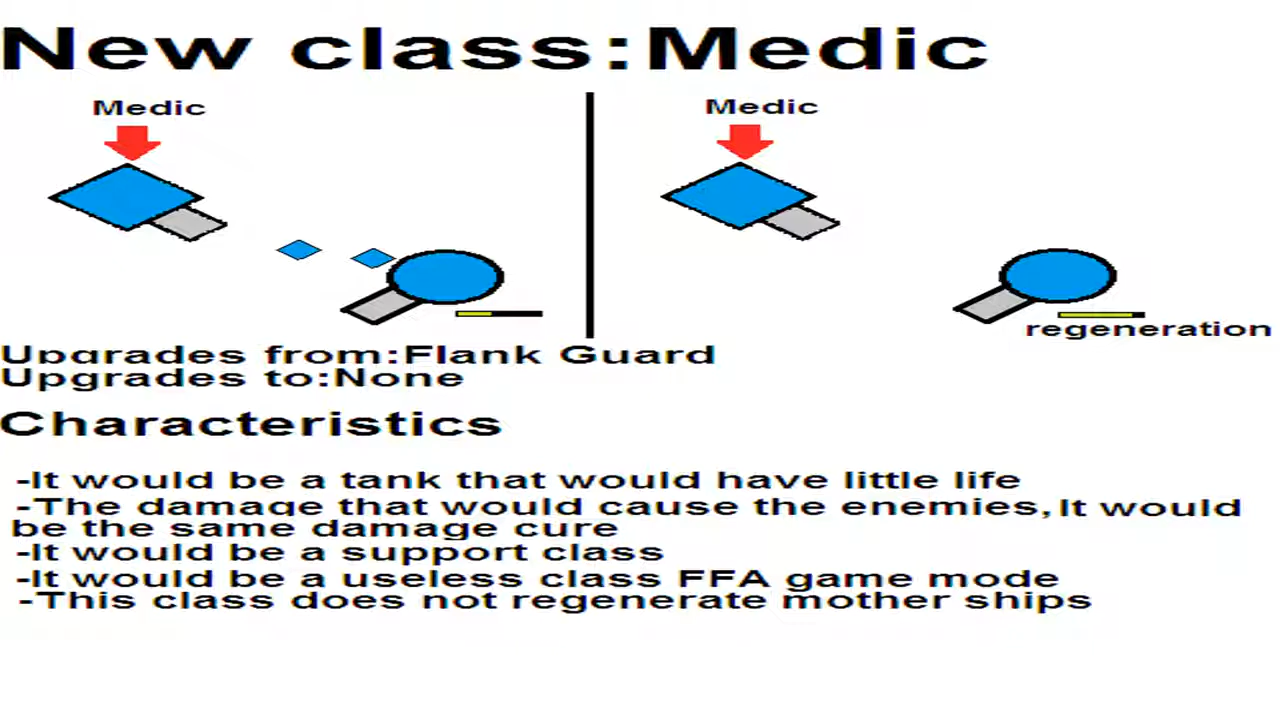 New class:Medic
Medic
Medic
regeneration
Upgrades from:Flank Guard
Upgrades to:None
Characteristics
-It would be a tank that would have little life
-The damage that would cause the enemies,It would
be the same damage cure
-It would be a support class
-It would be a useless class FFA game mode
-This class does not regenerate mother ships